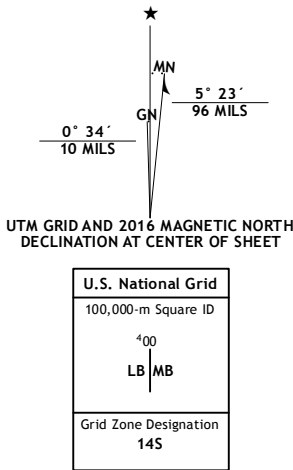 MN
GN
5° 23´
96 MILS
0° 34´
10 MILS
UTM GRID AND 2016 MAGNETIC NORTH
DECLINATION AT CENTER OF SHEET
U.S. National Grid
100,000-m Square ID
⁴00
LB MB
Grid Zone Designation
14S